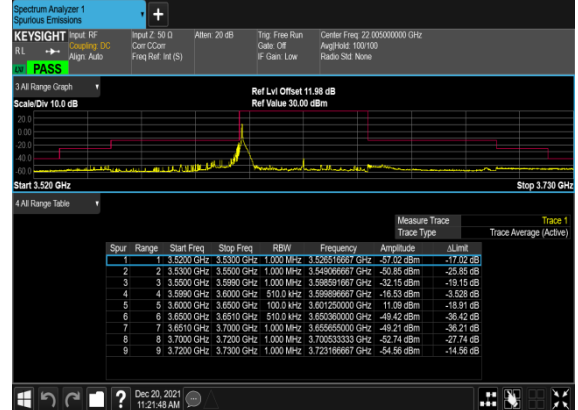 Spectrum Analyzer 1
Spurious Emissions
KEYSIGHT Input: RF Input Z: 50 Ω Atten: 20 dB Trig: Free Run Center Freq: 22.005000000 GHz
RL Coupling: DC Corr CCorr Gate: Off Avg|Hold: 100/100
Align: Auto Freq Ref: Int (S) IF Gain: Low Radio Std: None
PASS
3 All Range Graph
Ref Lvl Offset 11.98 dB
Scale/Div 10.0 dB Ref Value 30.00 dBm
20.0
0.00
-20.0
-40.0
-60.0
Start 3.520 GHz Stop 3.730 GHz
4 All Range Table
Measure Trace Trace 1
Trace Type Trace Average (Active)
Spur Range Start Freq Stop Freq RBW Frequency Amplitude ΔLimit
1 1 3.5200 GHz 3.5300 GHz 1.000 MHz 3.526516667 GHz -57.02 dBm -17.02 dB
2 2 3.5300 GHz 3.5500 GHz 1.000 MHz 3.549066667 GHz -50.85 dBm -25.85 dB
3 3 3.5500 GHz 3.5990 GHz 1.000 MHz 3.598591667 GHz -32.15 dBm -19.15 dB
4 4 3.5990 GHz 3.6000 GHz 510.0 kHz 3.599896667 GHz -16.53 dBm -3.528 dB
5 5 3.6000 GHz 3.6500 GHz 100.0 kHz 3.601250000 GHz 11.09 dBm -18.91 dB
6 6 3.6500 GHz 3.6510 GHz 510.0 kHz 3.650360000 GHz -49.42 dBm -36.42 dB
7 7 3.6510 GHz 3.7000 GHz 1.000 MHz 3.655655000 GHz -49.21 dBm -36.21 dB
8 8 3.7000 GHz 3.7200 GHz 1.000 MHz 3.700533333 GHz -52.74 dBm -27.74 dB
9 9 3.7200 GHz 3.7300 GHz 1.000 MHz 3.723166667 GHz -54.56 dBm -14.56 dB
Dec 20, 2021
11:21:48 AM